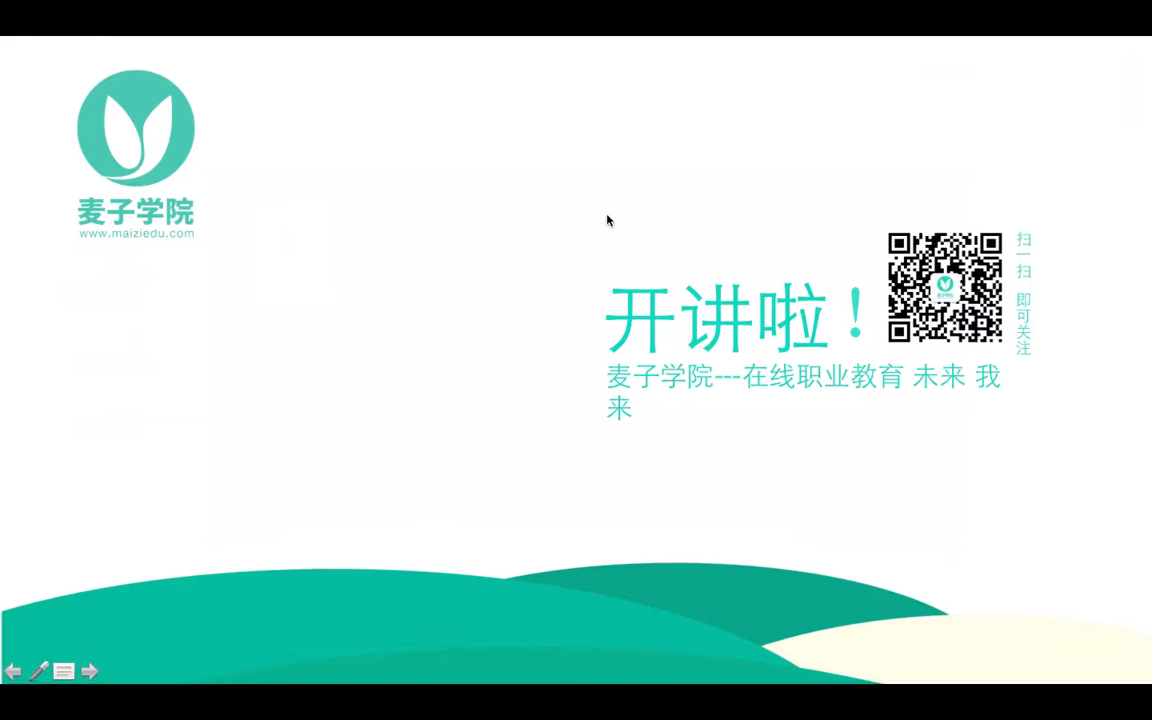 麦子学院
www.maiziedu.com
扫一扫 即可关注
开讲啦！
麦子学院---在线职业教育 未来 我
来